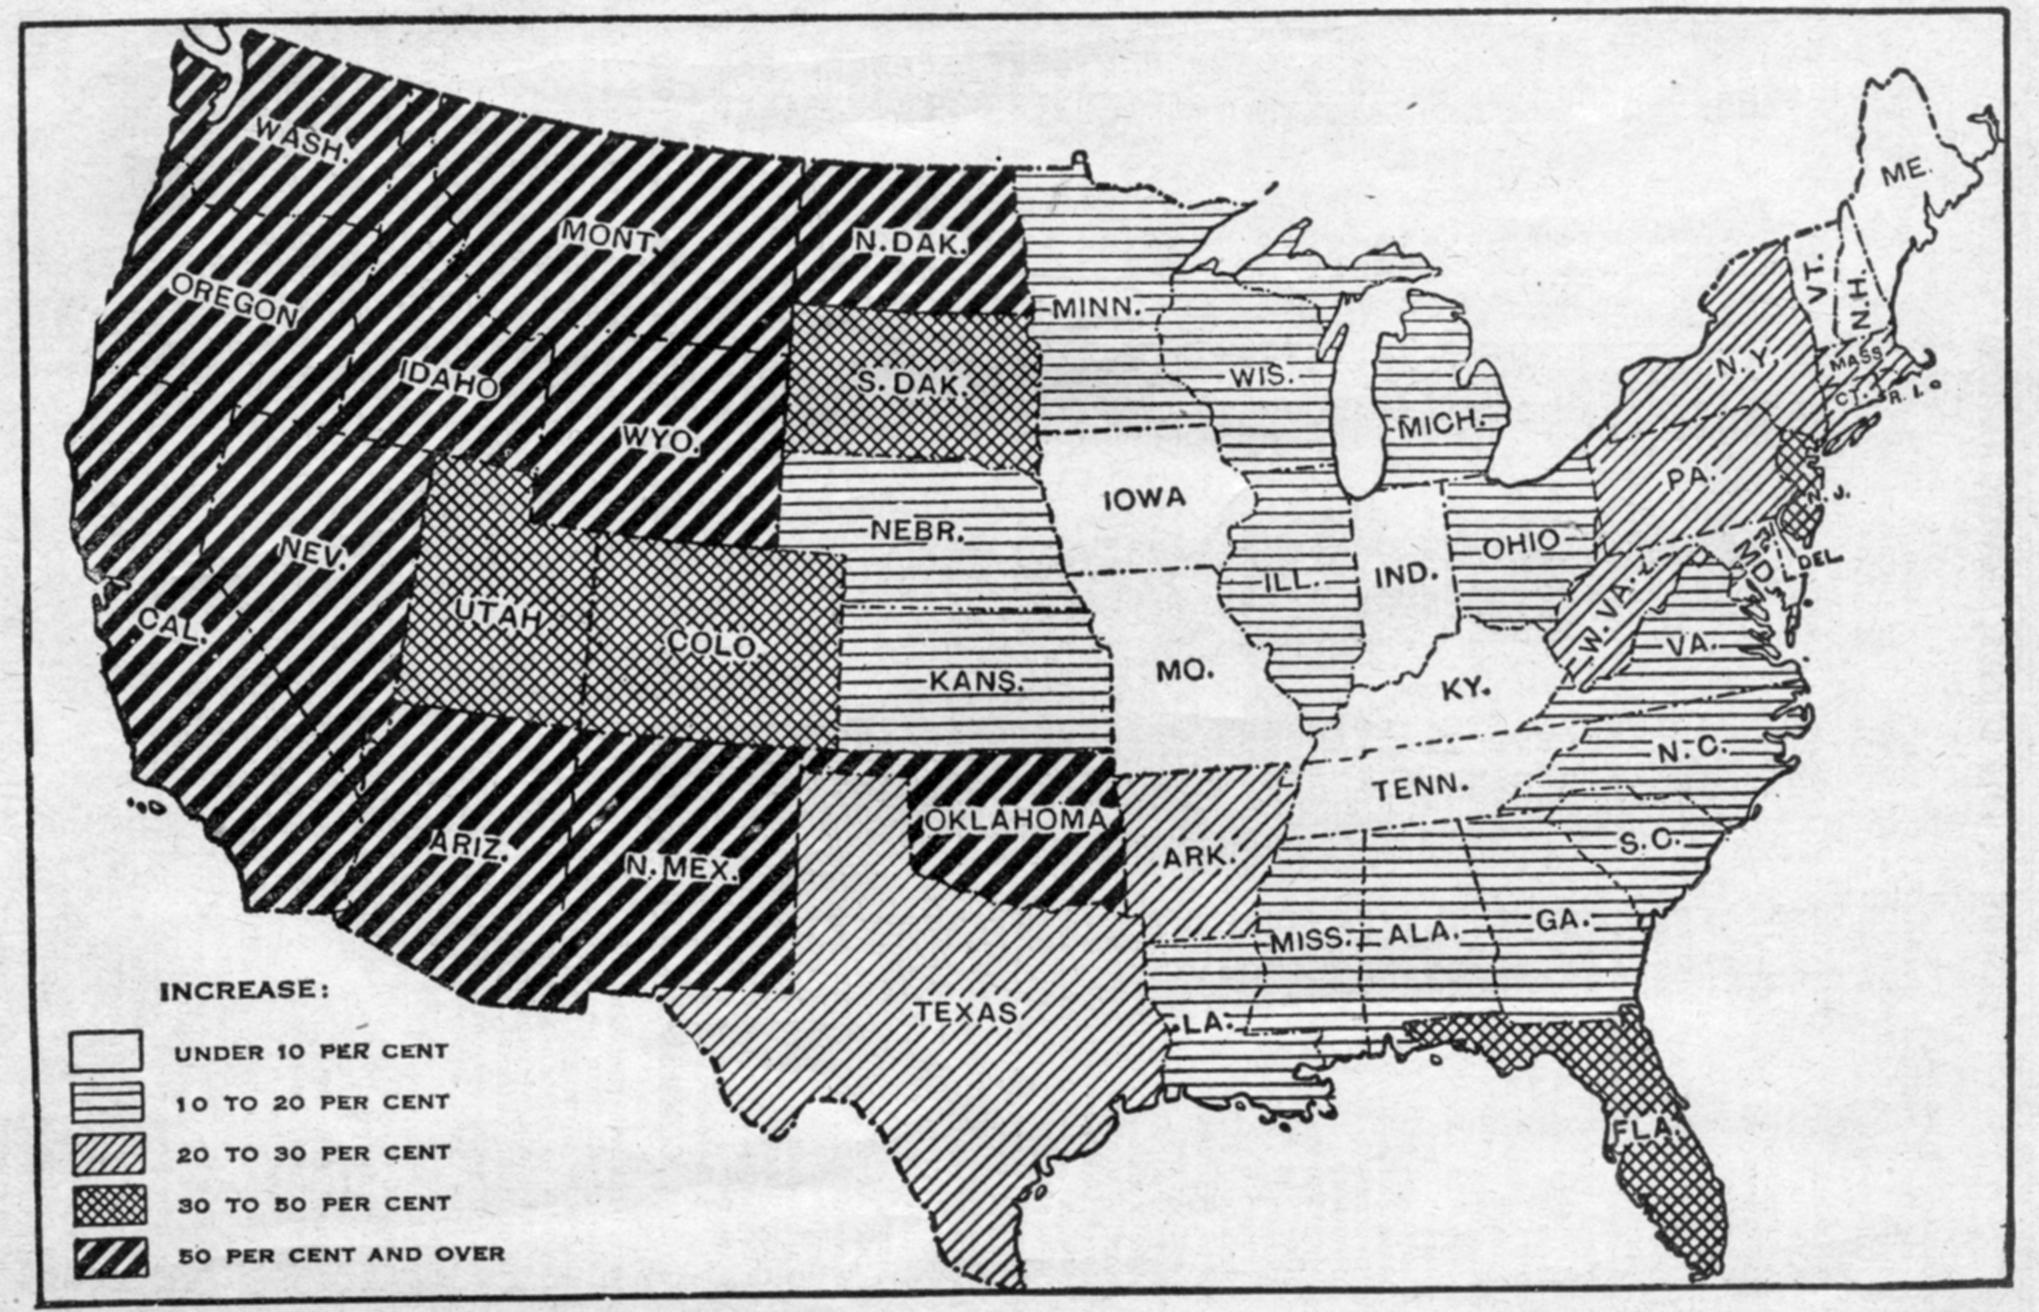 WASH.
MONT.
N.DAK.
MINN.
ME.
VT.
N.H.
OREGON
IDAHO
WYO.
S.DAK.
WIS.
MICH.
N.Y.
MASS
CT.
R.I.
NEV.
CAL.
UTAH
COLO.
NEBR.
IOWA
ILL.
IND.
OHIO
PA.
N.J.
MD.
DEL.
W.VA.
VA.
KANS.
MO.
KY.
N.C.
TENN.
S.C.
ARIZ.
N.MEX.
OKLAHOMA
ARK.
MISS.
ALA.
GA.
TEXAS
LA.
FLA.
INCREASE:
UNDER 10 PER CENT
10 TO 20 PER CENT
20 TO 30 PER CENT
30 TO 50 PER CENT
50 PER CENT AND OVER